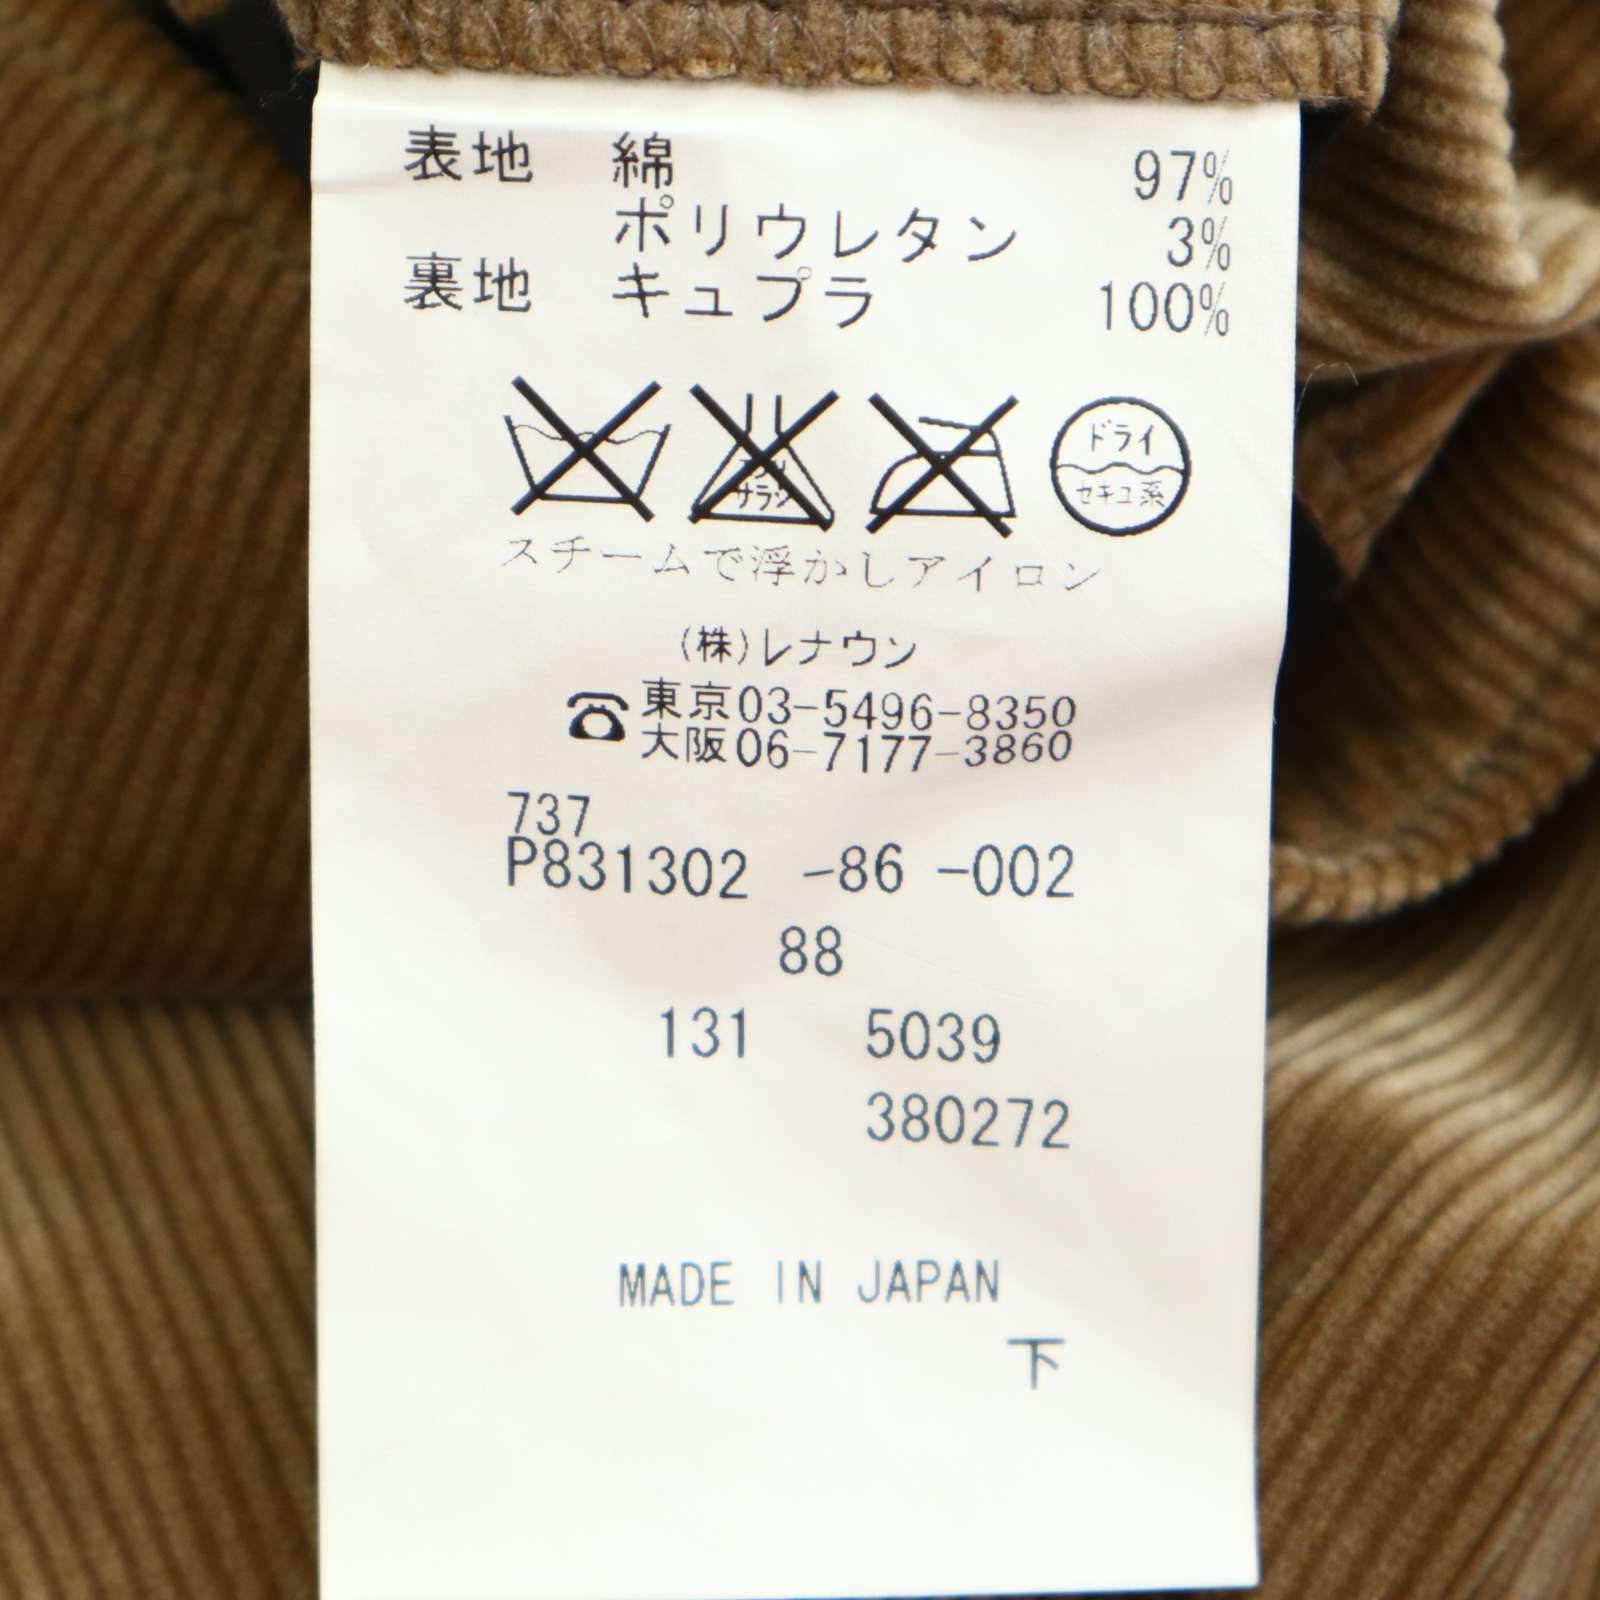 表地 綿 97%
ポリウレタン 3%
裏地 キュプラ 100%
サラシ
ドライ
セキユ系
スチームで浮かしアイロン
(株)レナウン
☎東京03-5496-8350
大阪06-7177-3860
737
P831302 -86 -002
88
131 5039
380272
MADE IN JAPAN
下